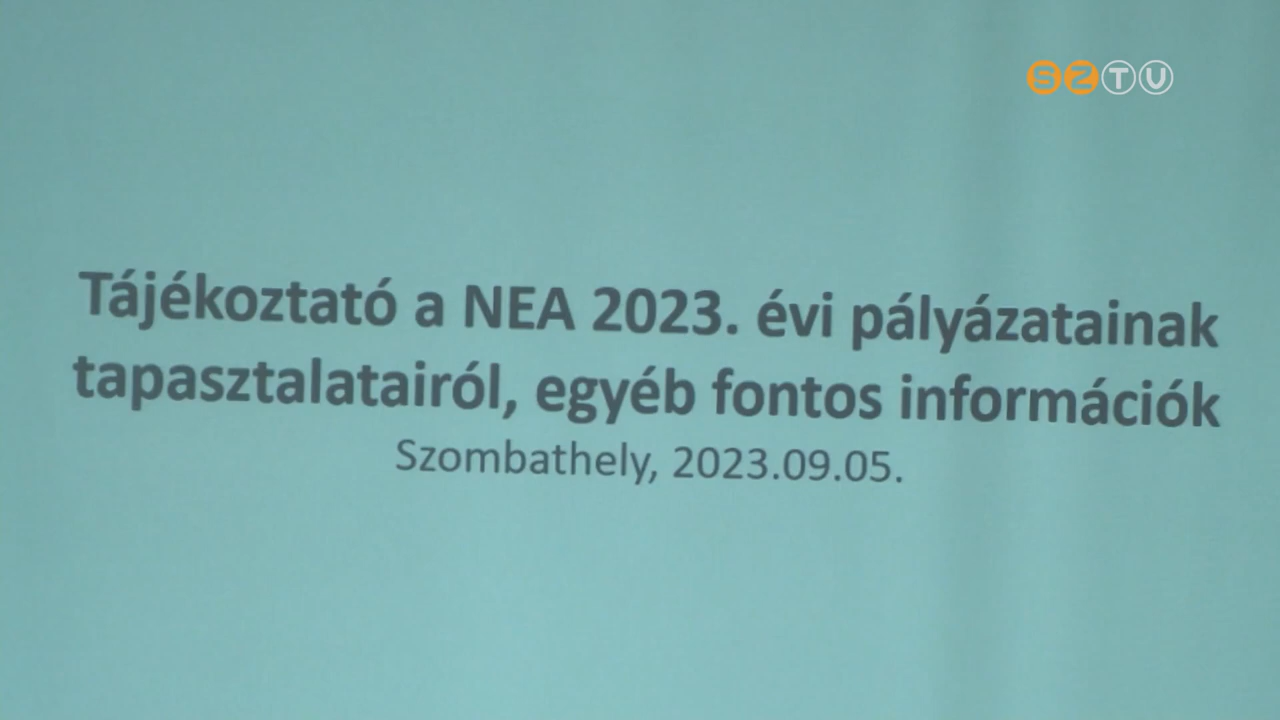 SZTV
Tájékoztató a NEA 2023. évi pályázatainak
tapasztalatairól, egyéb fontos információk
Szombathely, 2023.09.05.